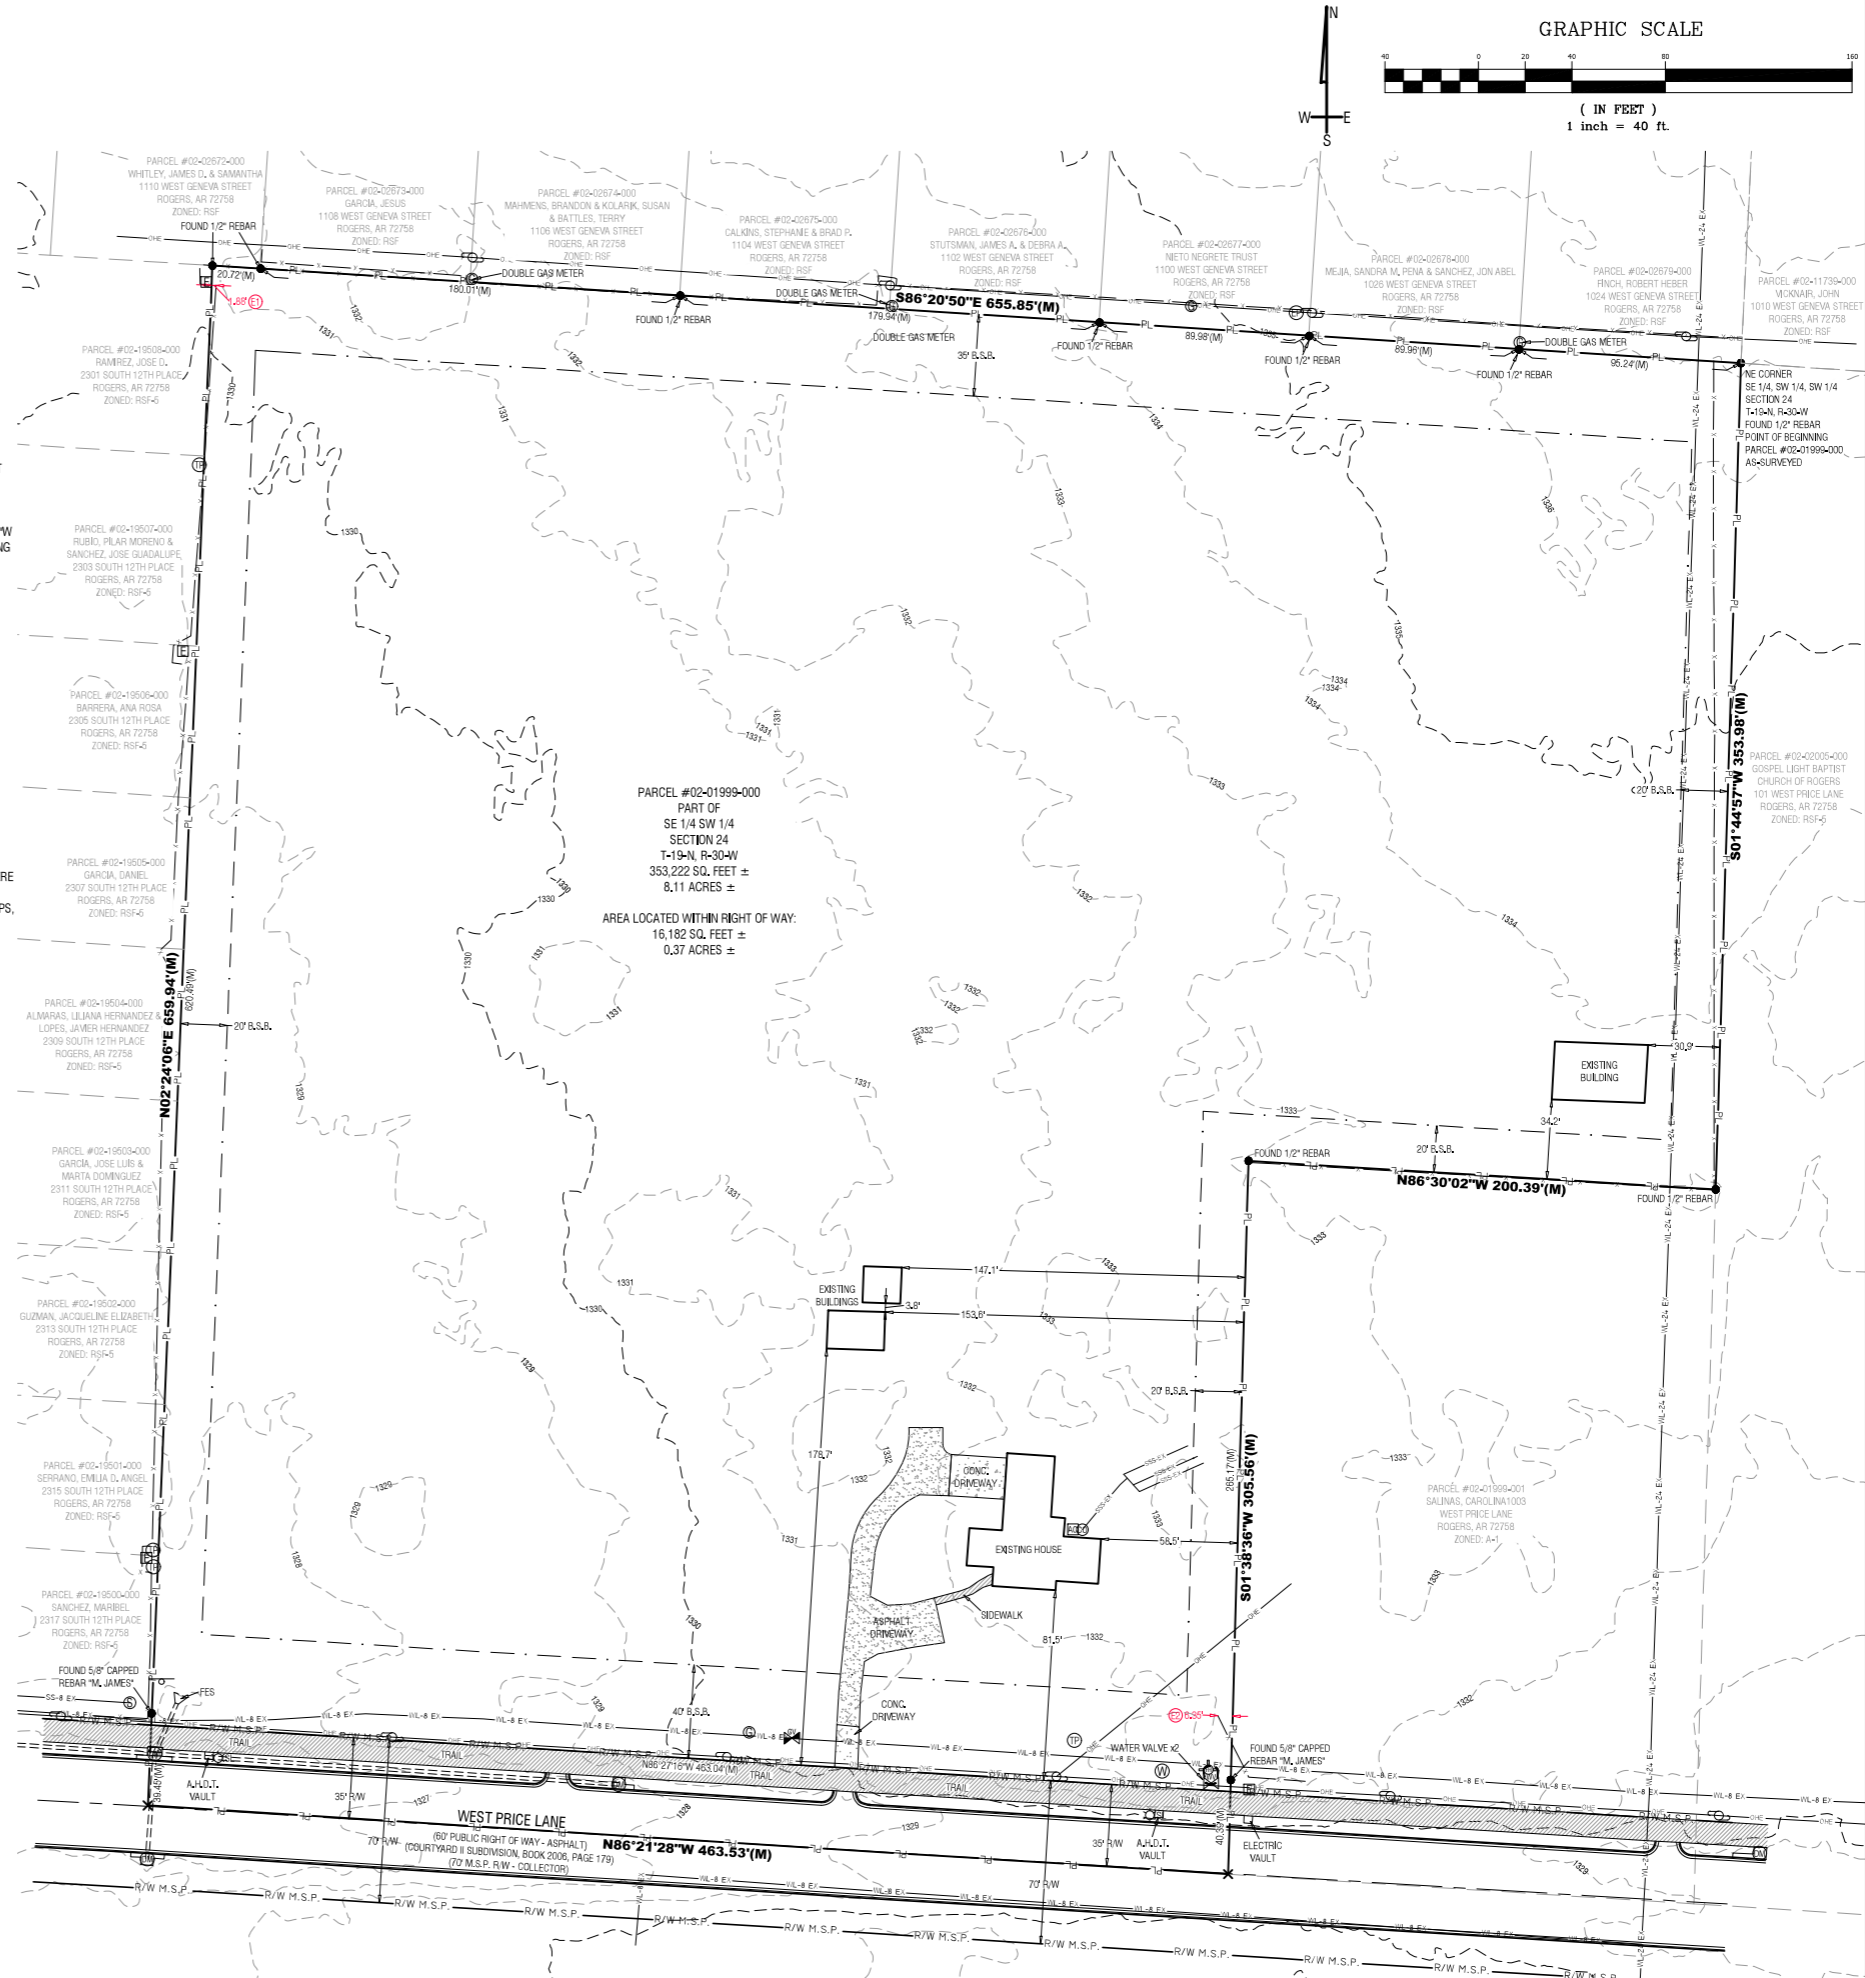 N
W E
S
GRAPHIC SCALE
40 0 20 40 80 160
( IN FEET )
1 inch = 40 ft.
PARCEL #02-02672-000
WHITLEY, JAMES D. & SAMANTHA
1110 WEST GENEVA STREET
ROGERS, AR 72758
ZONED: RSF
FOUND 1/2" REBAR
PARCEL #02-02673-000
GARCIA, JESUS
1108 WEST GENEVA STREET
ROGERS, AR 72758
ZONED: RSF
PARCEL #02-02674-000
MAHMENS, BRANDON & KOLARIK, SUSAN
& BATTLES, TERRY
1106 WEST GENEVA STREET
ROGERS, AR 72758
ZONED: RSF
PARCEL #02-02675-000
CALKINS, STEPHANIE & BRAD P.
1104 WEST GENEVA STREET
ROGERS, AR 72758
ZONED: RSF
PARCEL #02-02676-000
STUTSMAN, JAMES A. & DEBRA A.
1102 WEST GENEVA STREET
ROGERS, AR 72758
ZONED: RSF
PARCEL #02-02677-000
NIETO NEGRETE TRUST
1100 WEST GENEVA STREET
ROGERS, AR 72758
ZONED: RSF
PARCEL #02-02678-000
MEJIA, SANDRA M. PENA & SANCHEZ, JON ABEL
1026 WEST GENEVA STREET
ROGERS, AR 72758
ZONED: RSF
PARCEL #02-02679-000
FINCH, ROBERT HEBER
1024 WEST GENEVA STREET
ROGERS, AR 72758
ZONED: RSF
PARCEL #02-11739-000
VICKNAIR, JOHN
1010 WEST GENEVA STREET
ROGERS, AR 72758
ZONED: RSF
20.72'(M)
1.88' E1
180.01'(M)
DOUBLE GAS METER
FOUND 1/2" REBAR
DOUBLE GAS METER
179.94'(M)
DOUBLE GAS METER
S86°20'50"E 655.85'(M)
35' B.S.B.
FOUND 1/2" REBAR
89.98'(M)
FOUND 1/2" REBAR
89.96'(M)
FOUND 1/2" REBAR
DOUBLE GAS METER
95.24'(M)
NE CORNER
SE 1/4, SW 1/4, SW 1/4
SECTION 24
T-19-N, R-30-W
FOUND 1/2" REBAR
POINT OF BEGINNING
PARCEL #02-01999-000
AS-SURVEYED
PARCEL #02-19508-000
RAMIREZ, JOSE D.
2301 SOUTH 12TH PLACE
ROGERS, AR 72758
ZONED: RSF-5
"W
NG
PARCEL #02-19507-000
RUBIO, PILAR MORENO &
SANCHEZ, JOSE GUADALUPE
2303 SOUTH 12TH PLACE
ROGERS, AR 72758
ZONED: RSF-5
PARCEL #02-19506-000
BARRERA, ANA ROSA
2305 SOUTH 12TH PLACE
ROGERS, AR 72758
ZONED: RSF-5
RE
PS,
PARCEL #02-19505-000
GARCIA, DANIEL
2307 SOUTH 12TH PLACE
ROGERS, AR 72758
ZONED: RSF-5
PARCEL #02-01999-000
PART OF
SE 1/4 SW 1/4
SECTION 24
T-19-N, R-30-W
353,222 SQ. FEET ±
8.11 ACRES ±
AREA LOCATED WITHIN RIGHT OF WAY:
16,182 SQ. FEET ±
0.37 ACRES ±
S01°44'57"W 353.98'(M)
20' B.S.B.
PARCEL #02-02005-000
GOSPEL LIGHT BAPTIST
CHURCH OF ROGERS
101 WEST PRICE LANE
ROGERS, AR 72758
ZONED: RSF-5
N02°24'06"E 659.94'(M)
620.49'(M)
20' B.S.B.
PARCEL #02-19504-000
ALMARAS, LILIANA HERNANDEZ &
LOPES, JAVIER HERNANDEZ
2309 SOUTH 12TH PLACE
ROGERS, AR 72758
ZONED: RSF-5
EXISTING
BUILDING
30.9'
34.2'
20' B.S.B.
PARCEL #02-19503-000
GARCIA, JOSE LUIS &
MARTA DOMINGUEZ
2311 SOUTH 12TH PLACE
ROGERS, AR 72758
ZONED: RSF-5
FOUND 1/2" REBAR
N86°30'02"W 200.39'(M)
FOUND 1/2" REBAR
PARCEL #02-19502-000
GUZMAN, JACQUELINE ELIZABETH
2313 SOUTH 12TH PLACE
ROGERS, AR 72758
ZONED: RSF-5
EXISTING
BUILDINGS
147.1'
3.8'
153.6'
20' B.S.B.
178.7'
PARCEL #02-19501-000
SERRANO, EMILIA D. ANGEL
2315 SOUTH 12TH PLACE
ROGERS, AR 72758
ZONED: RSF-5
CONC.
DRIVEWAY
EXISTING HOUSE
58.5'
265.17'(M)
S01°38'36"W 305.56'(M)
PARCEL #02-01999-001
SALINAS, CAROLINA1003
WEST PRICE LANE
ROGERS, AR 72758
ZONED: A-1
PARCEL #02-19500-000
SANCHEZ, MARIBEL
2317 SOUTH 12TH PLACE
ROGERS, AR 72758
ZONED: RSF-5
SIDEWALK
ASPHALT
DRIVEWAY
81.5'
FOUND 5/8" CAPPED
REBAR "M. JAMES"
FES
40' B.S.B.
CONC.
DRIVEWAY
E2 6.35'
WATER VALVE x2
FOUND 5/8" CAPPED
REBAR "M. JAMES"
TRAIL
TRAIL
N86°27'16"W 463.04'(M)
TRAIL
TRAIL
TRAIL
A.H.D.T.
VAULT
39.45'(M)
35' R/W
70' R/W
WEST PRICE LANE
(60' PUBLIC RIGHT OF WAY - ASPHALT)
(COURTYARD II SUBDIVISION, BOOK 2006, PAGE 179)
(70' M.S.P. R/W - COLLECTOR)
N86°21'28"W 463.53'(M)
35' R/W
70' R/W
A.H.D.T.
VAULT
ELECTRIC
VAULT
R/W M.S.P.
R/W M.S.P.
R/W M.S.P.
R/W M.S.P.
R/W M.S.P.
R/W M.S.P.
R/W M.S.P.
R/W M.S.P.
R/W M.S.P.
R/W M.S.P.